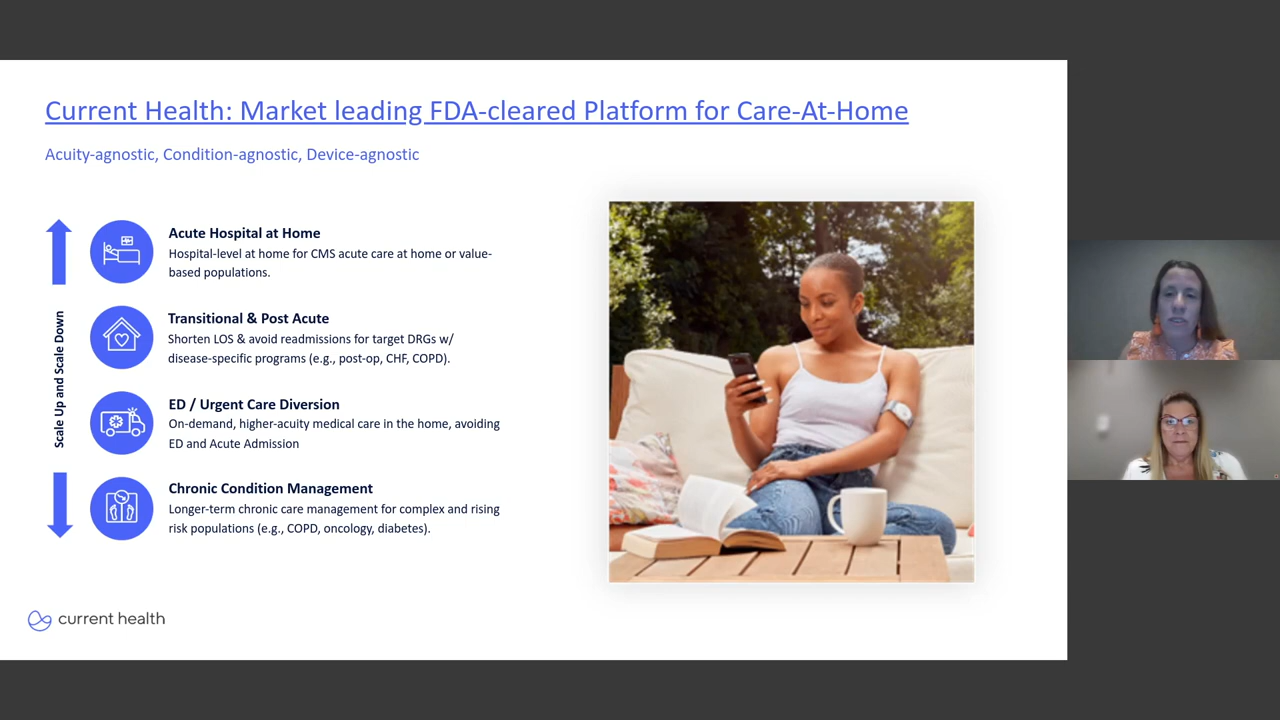 Current Health: Market leading FDA-cleared Platform for Care-At-Home
Acuity-agnostic, Condition-agnostic, Device-agnostic
Scale Up and Scale Down
Acute Hospital at Home
Hospital-level at home for CMS acute care at home or value-
based populations.
Transitional & Post Acute
Shorten LOS & avoid readmissions for target DRGs w/
disease-specific programs (e.g., post-op, CHF, COPD).
ED / Urgent Care Diversion
On-demand, higher-acuity medical care in the home, avoiding
ED and Acute Admission
Chronic Condition Management
Longer-term chronic care management for complex and rising
risk populations (e.g., COPD, oncology, diabetes).
current health